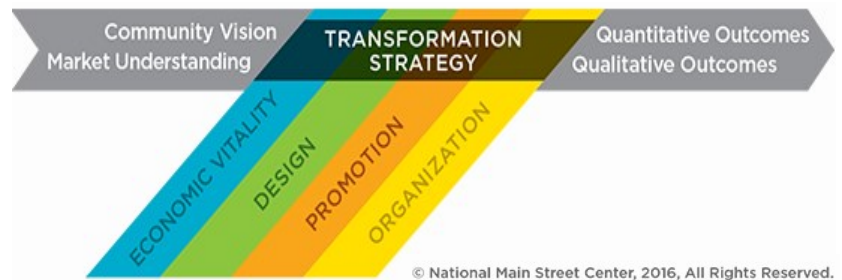 Community Vision
Market Understanding
TRANSFORMATION
STRATEGY
Quantitative Outcomes
Qualitative Outcomes
ECONOMIC VITALITY
DESIGN
PROMOTION
ORGANIZATION
© National Main Street Center, 2016, All Rights Reserved.